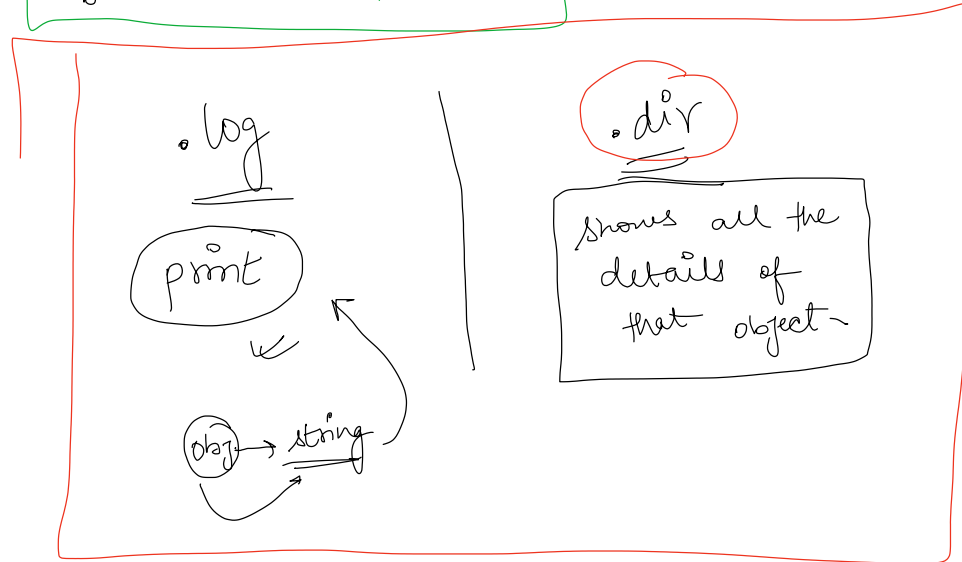 .log
print
obj → string
.dir
shows all the
details of
that object